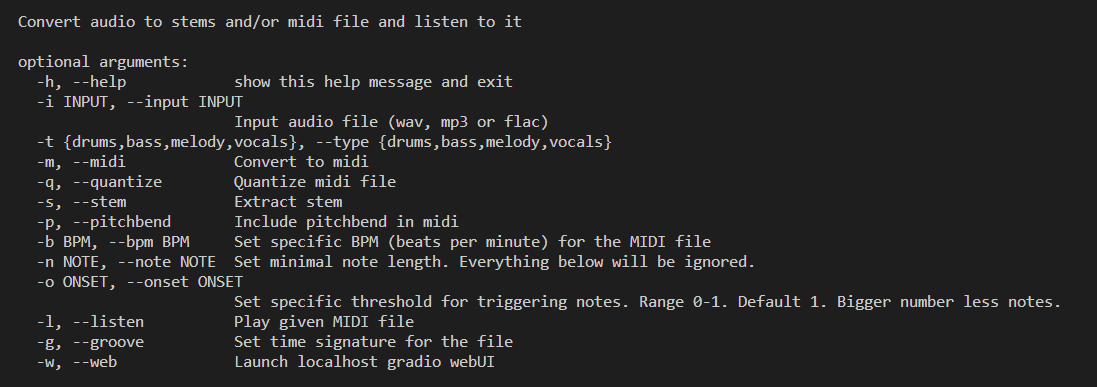 Convert audio to stems and/or midi file and listen to it
optional arguments:
-h, --help show this help message and exit
-i INPUT, --input INPUT
Input audio file (wav, mp3 or flac)
-t {drums,bass,melody,vocals}, --type {drums,bass,melody,vocals}
-m, --midi Convert to midi
-q, --quantize Quantize midi file
-s, --stem Extract stem
-p, --pitchbend Include pitchbend in midi
-b BPM, --bpm BPM Set specific BPM (beats per minute) for the MIDI file
-n NOTE, --note NOTE Set minimal note length. Everything below will be ignored.
-o ONSET, --onset ONSET
Set specific threshold for triggering notes. Range 0-1. Default 1. Bigger number less notes.
-l, --listen Play given MIDI file
-g, --groove Set time signature for the file
-w, --web Launch localhost gradio webUI